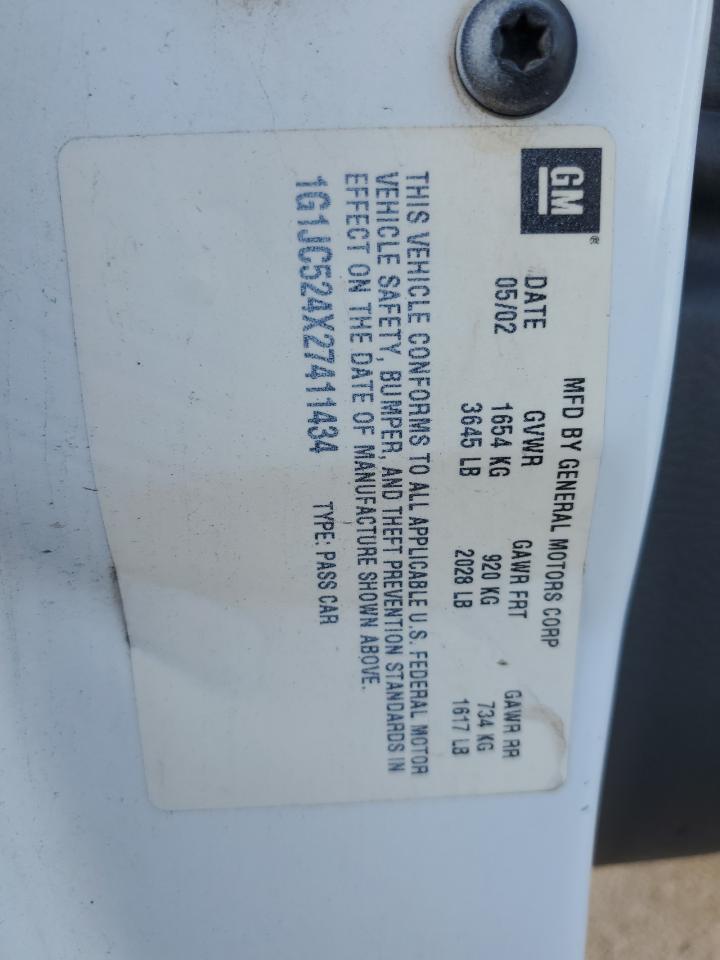 GM®
MFD BY GENERAL MOTORS CORP
DATE GVWR GAWR FRT GAWR RR
05/02 1654 KG 920 KG 734 KG
3645 LB 2028 LB 1617 LB
THIS VEHICLE CONFORMS TO ALL APPLICABLE U.S. FEDERAL MOTOR
VEHICLE SAFETY, BUMPER, AND THEFT PREVENTION STANDARDS IN
EFFECT ON THE DATE OF MANUFACTURE SHOWN ABOVE.
1G1JC524X27411434 TYPE: PASS CAR